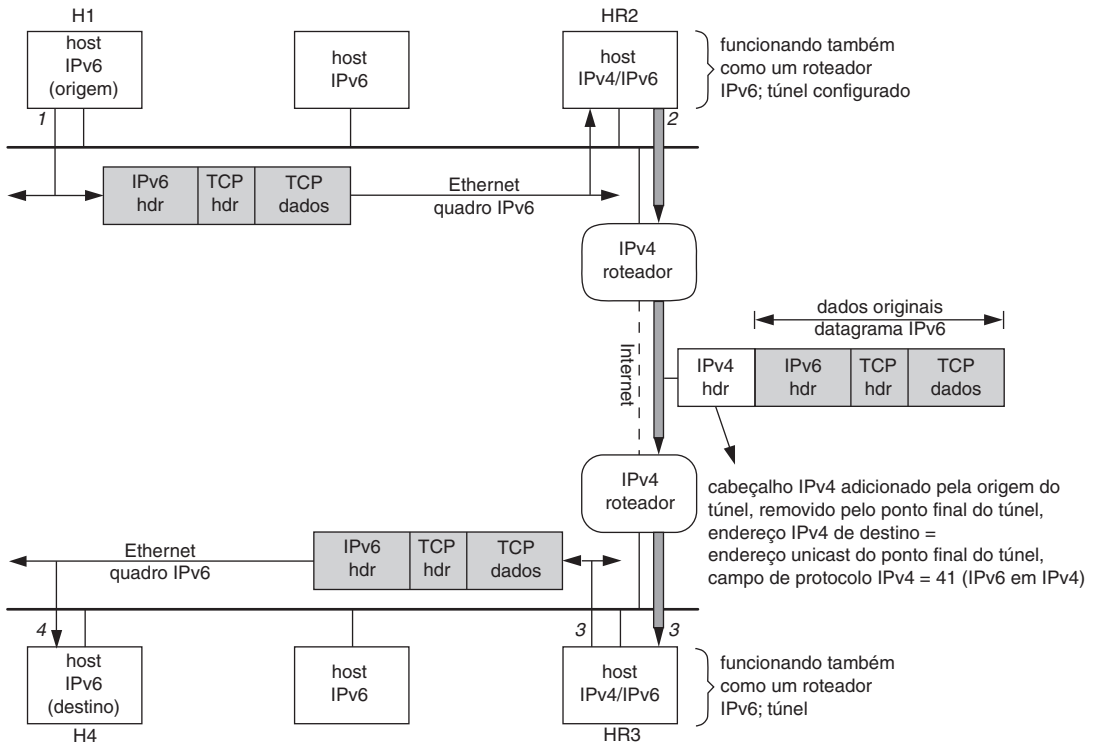 H1
HR2
host
IPv6
(origem)
host
IPv6
host
IPv4/IPv6
funcionando também
como um roteador
IPv6; túnel configurado
1
2
IPv6
hdr
TCP
hdr
TCP
dados
Ethernet
quadro IPv6
IPv4
roteador
dados originais
datagrama IPv6
Internet
IPv4
hdr
IPv6
hdr
TCP
hdr
TCP
dados
IPv4
roteador
cabeçalho IPv4 adicionado pela origem do
túnel, removido pelo ponto final do túnel,
endereço IPv4 de destino =
endereço unicast do ponto final do túnel,
campo de protocolo IPv4 = 41 (IPv6 em IPv4)
Ethernet
quadro IPv6
IPv6
hdr
TCP
hdr
TCP
dados
4
3
3
host
IPv6
(destino)
host
IPv6
host
IPv4/IPv6
funcionando também
como um roteador
IPv6; túnel
H4
HR3